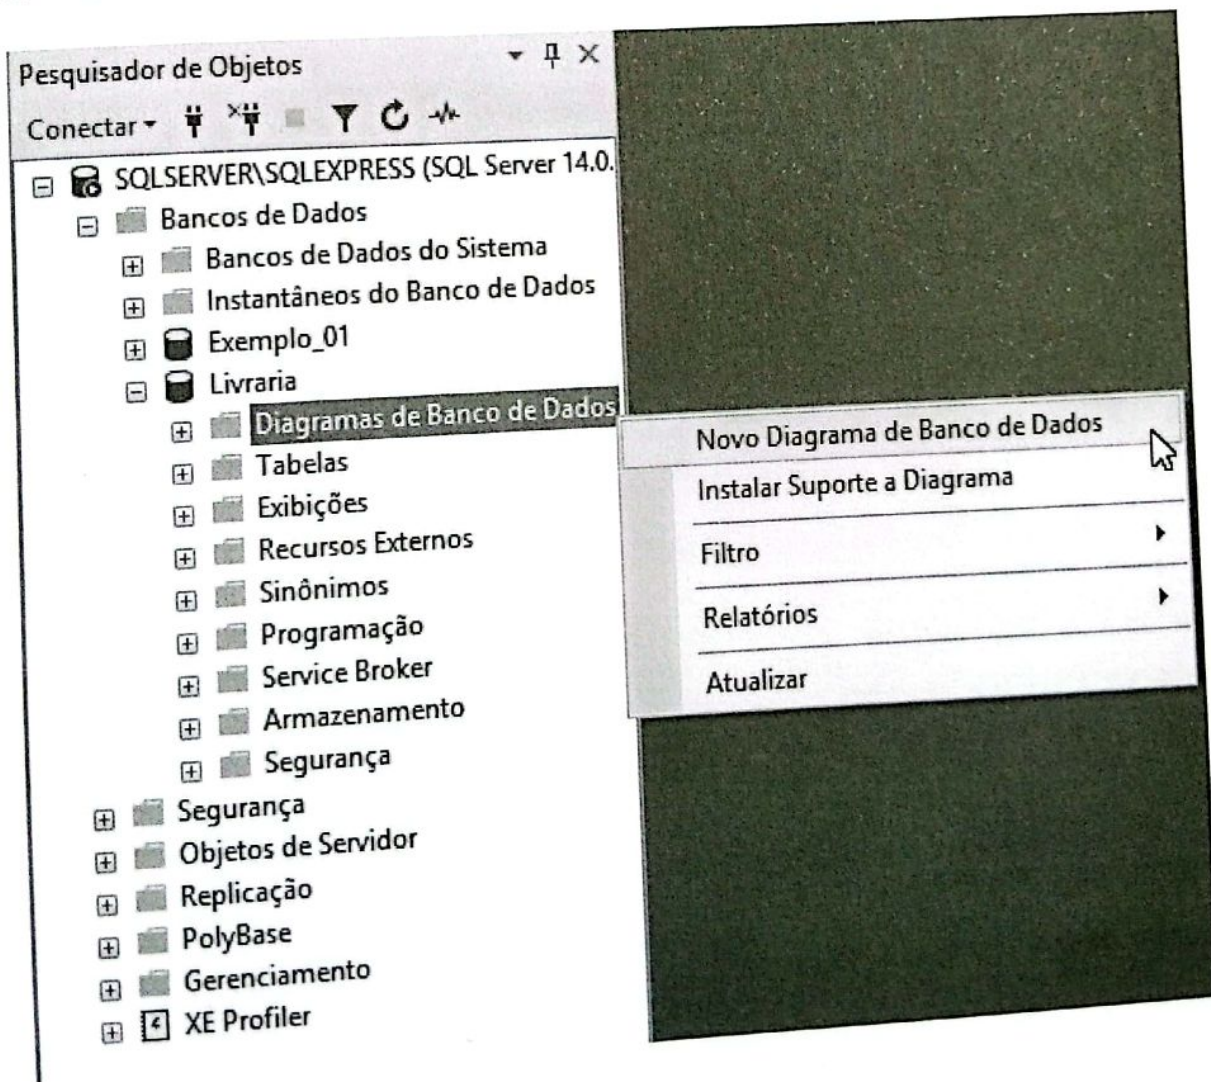 Pesquisador de Objetos
Conectar
SQLSERVER\SQLEXPRESS (SQL Server 14.0.
Bancos de Dados
Bancos de Dados do Sistema
Instantâneos do Banco de Dados
Exemplo_01
Livraria
Diagramas de Banco de Dados
Tabelas
Exibições
Recursos Externos
Sinônimos
Programação
Service Broker
Armazenamento
Segurança
Segurança
Objetos de Servidor
Replicação
PolyBase
Gerenciamento
XE Profiler
Novo Diagrama de Banco de Dados
Instalar Suporte a Diagrama
Filtro
Relatórios
Atualizar